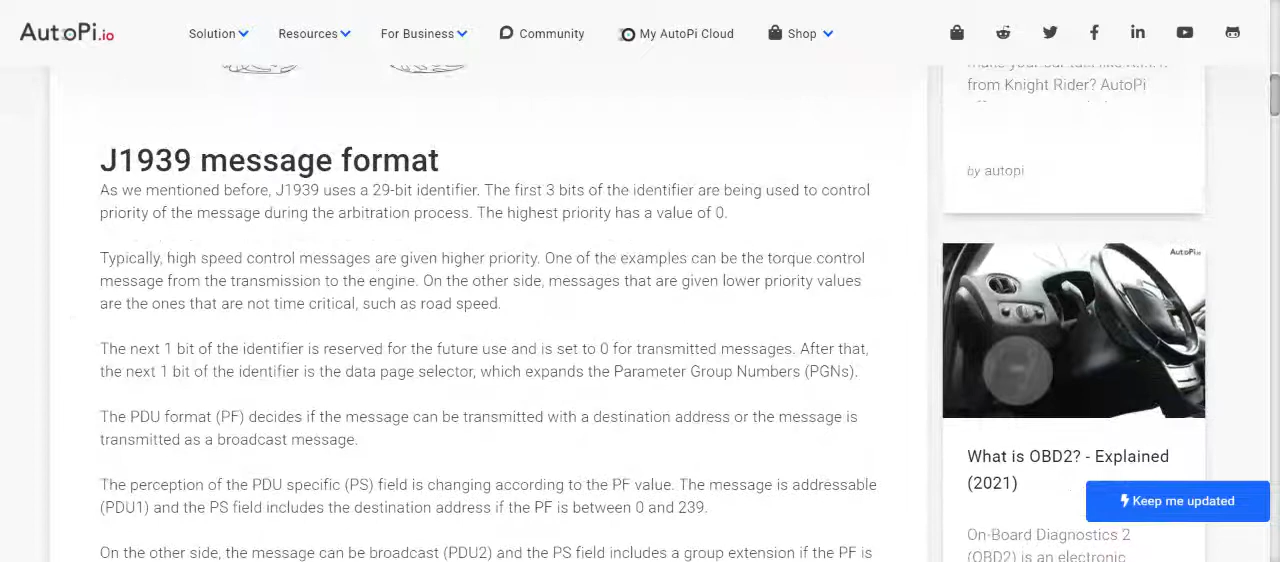 AutoPi.io
Solution
Resources
For Business
Community
My AutoPi Cloud
Shop
J1939 message format
As we mentioned before, J1939 uses a 29-bit identifier. The first 3 bits of the identifier are being used to control
priority of the message during the arbitration process. The highest priority has a value of 0.
Typically, high speed control messages are given higher priority. One of the examples can be the torque control
message from the transmission to the engine. On the other side, messages that are given lower priority values
are the ones that are not time critical, such as road speed.
The next 1 bit of the identifier is reserved for the future use and is set to 0 for transmitted messages. After that,
the next 1 bit of the identifier is the data page selector, which expands the Parameter Group Numbers (PGNs).
The PDU format (PF) decides if the message can be transmitted with a destination address or the message is
transmitted as a broadcast message.
The perception of the PDU specific (PS) field is changing according to the PF value. The message is addressable
(PDU1) and the PS field includes the destination address if the PF is between 0 and 239.
On the other side, the message can be broadcast (PDU2) and the PS field includes a group extension if the PF is
from Knight Rider? AutoPi
by autopi
AutoPi.io
What is OBD2? - Explained
(2021)
Keep me updated
On-Board Diagnostics 2
(OBD2) is an electronic